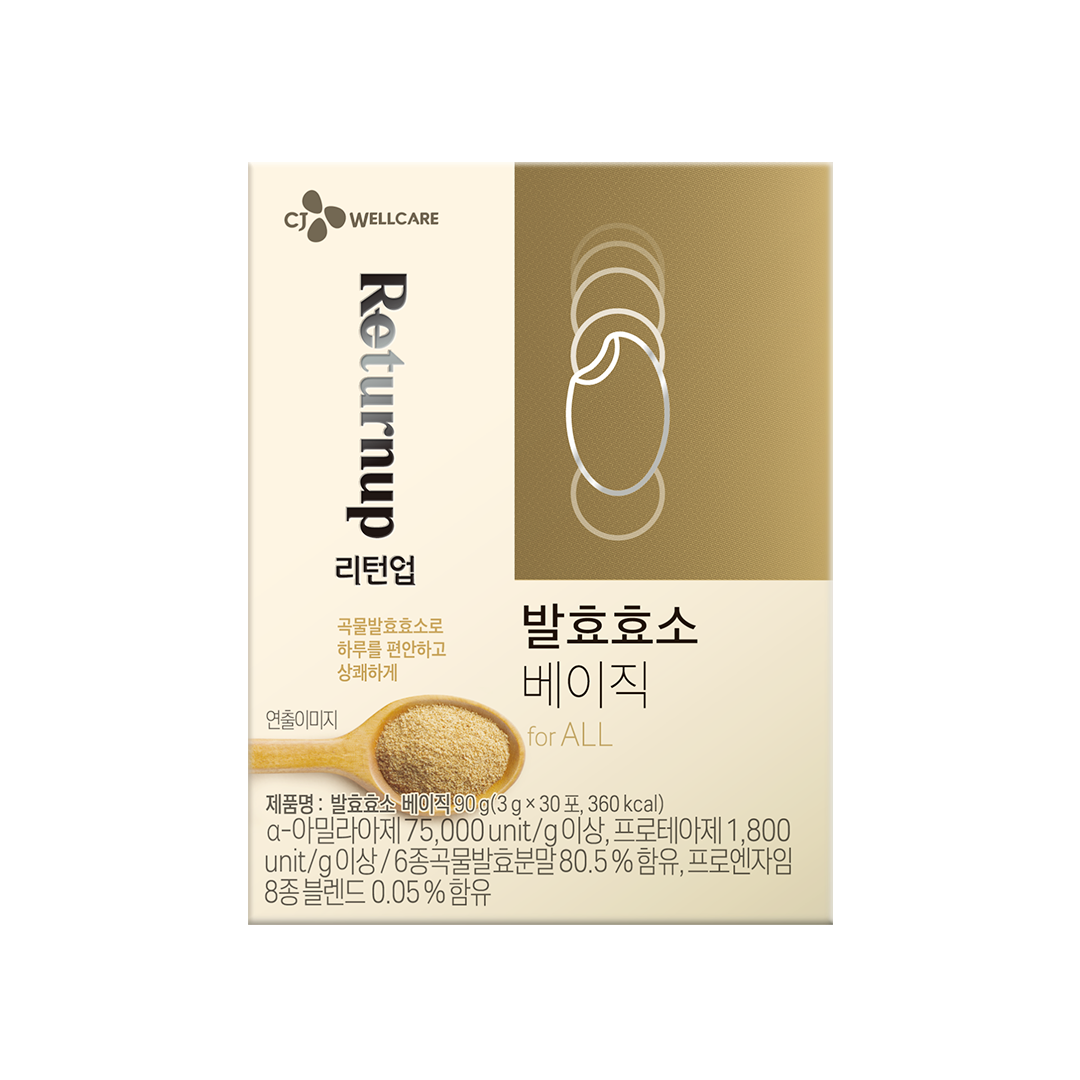 CJ WELLCARE
Returnup
리턴업
곡물발효효소로
하루를 편안하고
상쾌하게
발효효소
베이직
for ALL
연출이미지
제품명 : 발효효소 베이직 90 g(3 g × 30 포, 360 kcal)
α-아밀라아제 75,000 unit/g 이상, 프로테아제 1,800
unit/g 이상 / 6종곡물발효분말 80.5 % 함유, 프로엔자임
8종 블렌드 0.05 % 함유